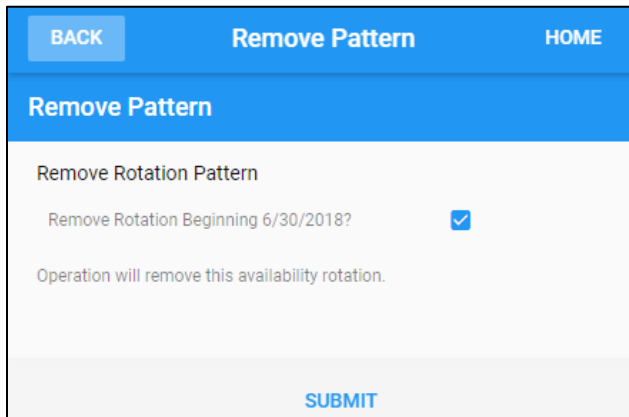 BACK Remove Pattern HOME
Remove Pattern
Remove Rotation Pattern
Remove Rotation Beginning 6/30/2018?
Operation will remove this availability rotation.
SUBMIT